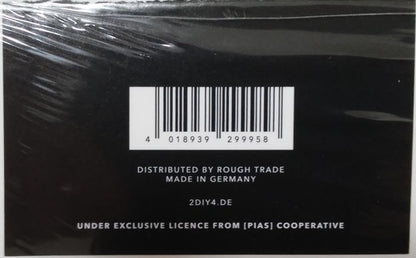 4 018939 299958
DISTRIBUTED BY ROUGH TRADE
MADE IN GERMANY
2DIY4.DE
UNDER EXCLUSIVE LICENCE FROM [PIAS] COOPERATIVE